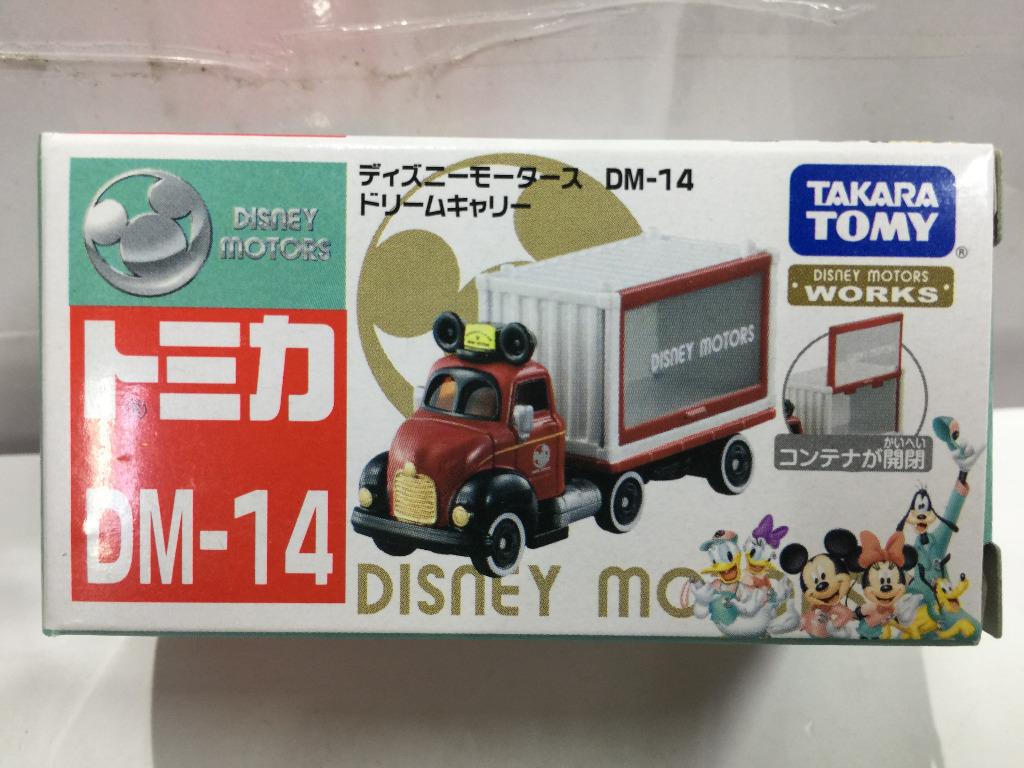 DISNEY
MOTORS
トミカ
DM-14
ディズニーモータース DM-14
ドリームキャリー
DISNEY MOTORS
DISNEY MO
TAKARA
TOMY
®
DISNEY MOTORS
・WORKS・
かいへい
コンテナが開閉